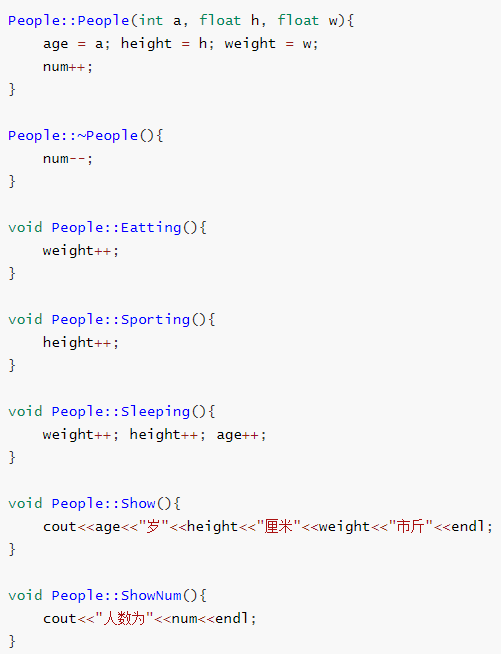 People::People(int a, float h, float w){
    age = a; height = h; weight = w;
    num++;
}

People::~People(){
    num--;
}

void People::Eatting(){
    weight++;
}

void People::Sporting(){
    height++;
}

void People::Sleeping(){
    weight++; height++; age++;
}

void People::Show(){
    cout<<age<<"岁"<<height<<"厘米"<<weight<<"市斤"<<endl;
}

void People::ShowNum(){
    cout<<"人数为"<<num<<endl;
}